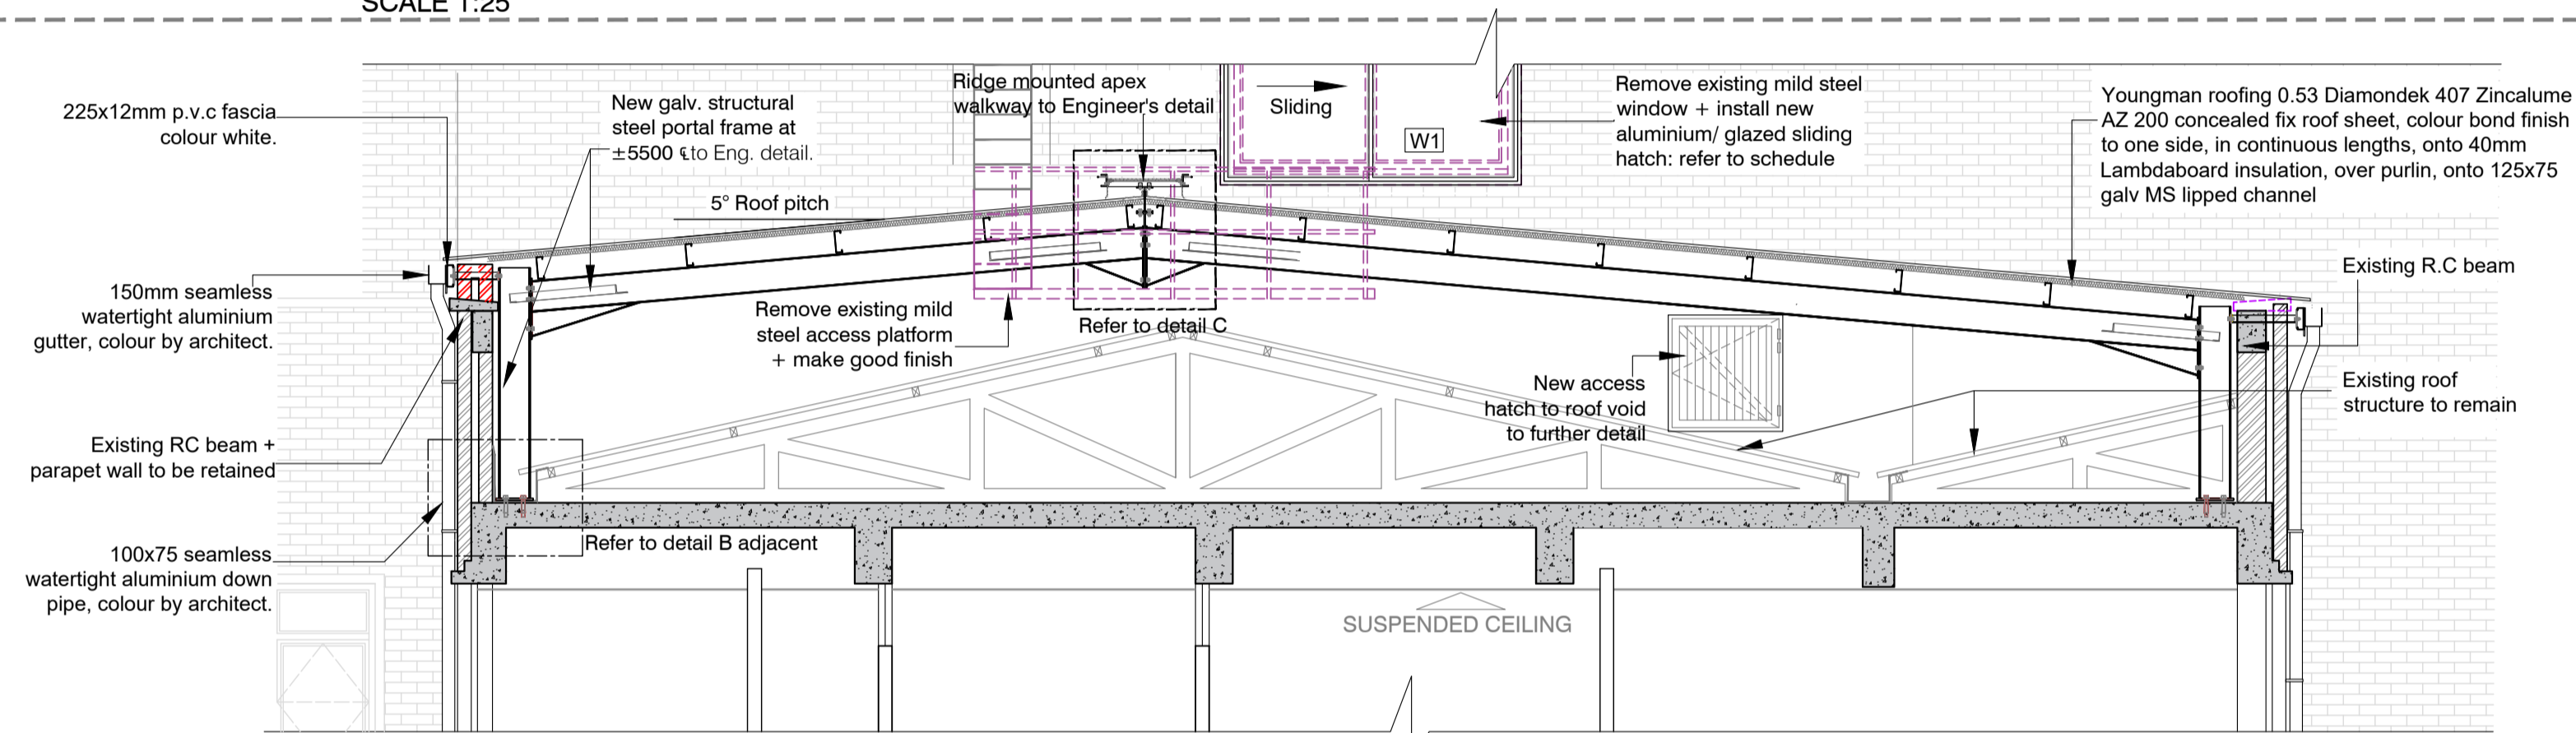 SCALE 1:25
225x12mm p.v.c fascia
colour white.
New galv. structural
steel portal frame at
±5500 ℄to Eng. detail.
Ridge mounted apex
walkway to Engineer's detail
Sliding
W1
Remove existing mild steel
window + install new
aluminium/ glazed sliding
hatch: refer to schedule
Youngman roofing 0.53 Diamondek 407 Zincalume
AZ 200 concealed fix roof sheet, colour bond finish
to one side, in continuous lengths, onto 40mm
Lambdaboard insulation, over purlin, onto 125x75
galv MS lipped channel
5° Roof pitch
150mm seamless
watertight aluminium
gutter, colour by architect.
Remove existing mild
steel access platform
+ make good finish
Refer to detail C
Existing R.C beam
New access
hatch to roof void
to further detail
Existing roof
structure to remain
Existing RC beam +
parapet wall to be retained
Refer to detail B adjacent
100x75 seamless
watertight aluminium down
pipe, colour by architect.
SUSPENDED CEILING